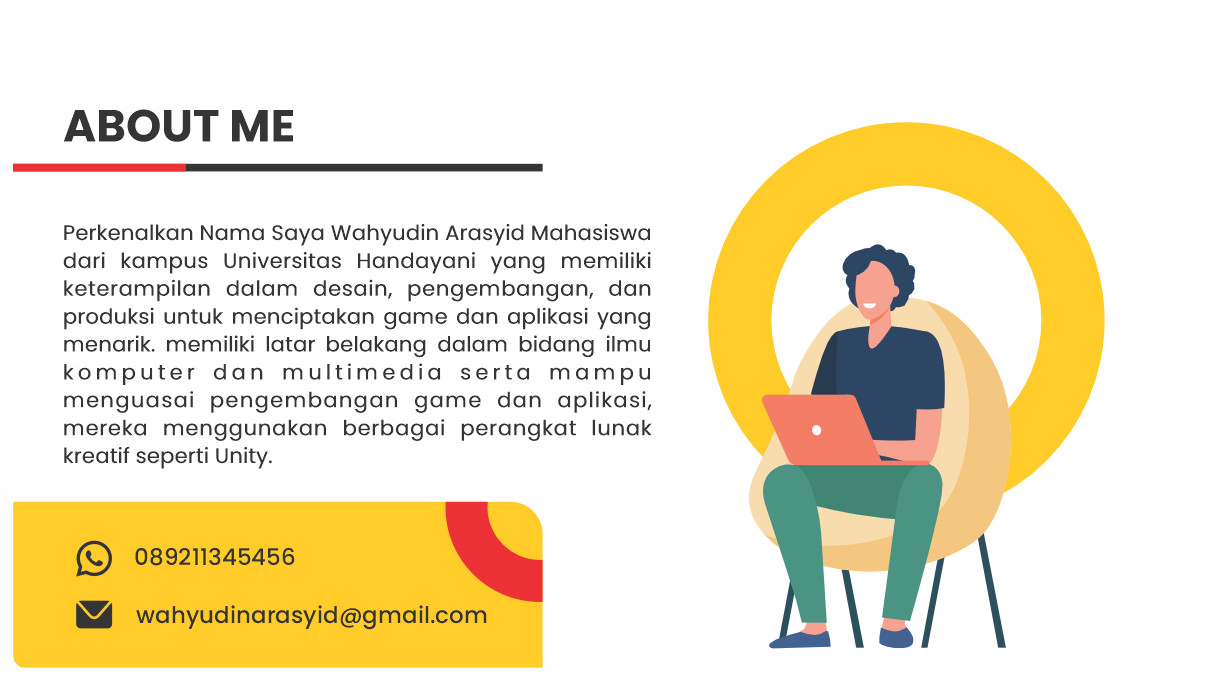 ABOUT ME
Perkenalkan Nama Saya Wahyudin Arasyid Mahasiswa
dari kampus Universitas Handayani yang memiliki
keterampilan dalam desain, pengembangan, dan
produksi untuk menciptakan game dan aplikasi yang
menarik. memiliki latar belakang dalam bidang ilmu
komputer dan multimedia serta mampu
menguasai pengembangan game dan aplikasi,
mereka menggunakan berbagai perangkat lunak
kreatif seperti Unity.
089211345456
wahyudinarasyid@gmail.com